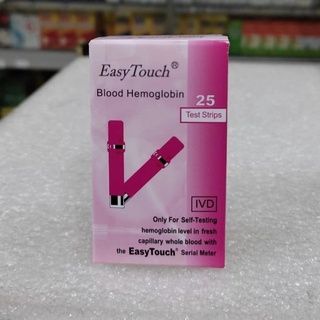 EasyTouch®
Blood Hemoglobin
25
Test Strips
IVD
Only For Self-Testing
hemoglobin level in fresh
capillary whole blood with
the EasyTouch® Serial Meter